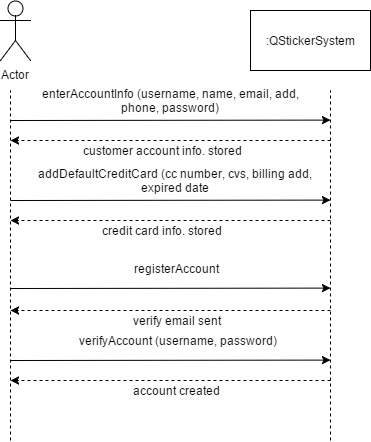 :QStickerSystem
Actor
enterAccountInfo (username, name, email, add,
phone, password)
customer account info. stored
addDefaultCreditCard (cc number, cvs, billing add,
expired date
credit card info. stored
registerAccount
verify email sent
verifyAccount (username, password)
account created